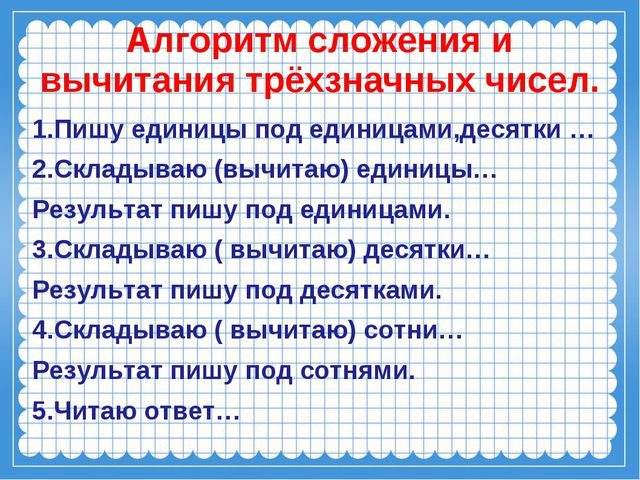 Алгоритм сложения и
вычитания трёхзначных чисел.
1.Пишу единицы под единицами,десятки …
2.Складываю (вычитаю) единицы…
Результат пишу под единицами.
3.Складываю ( вычитаю) десятки…
Результат пишу под десятками.
4.Складываю ( вычитаю) сотни…
Результат пишу под сотнями.
5.Читаю ответ…